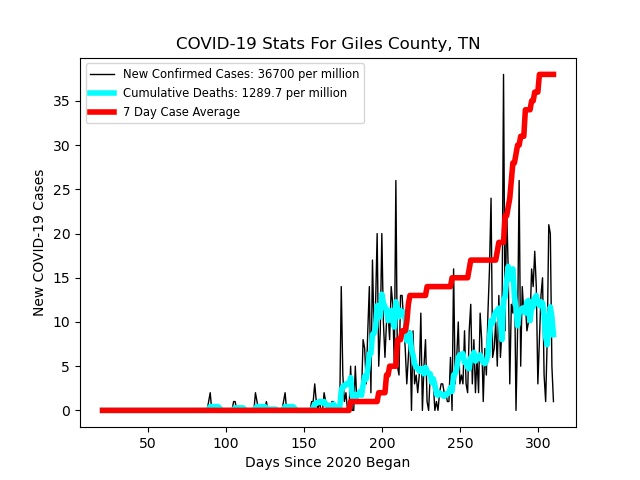 COVID-19 Stats For Giles County, TN
New Confirmed Cases: 36700 per million
Cumulative Deaths: 1289.7 per million
7 Day Case Average
New COVID-19 Cases
35
30
25
20
15
10
5
0
50 100 150 200 250 300
Days Since 2020 Began